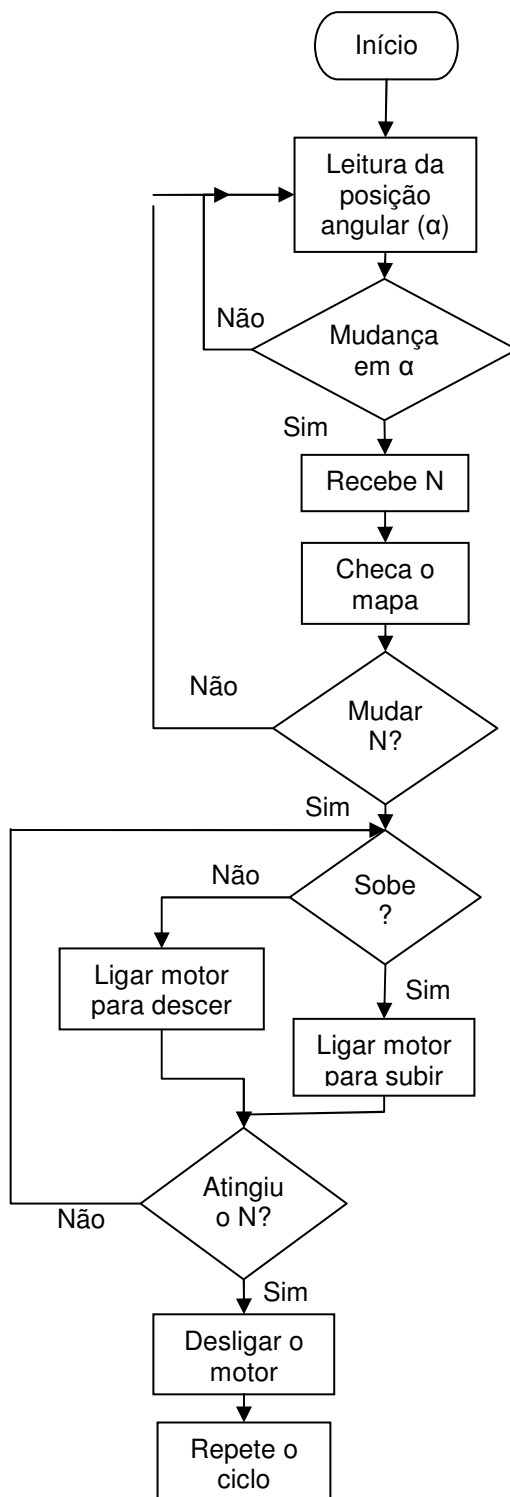 Início
Leitura da
posição
angular (α)
Não
Mudança
em α
Sim
Recebe N
Checa o
mapa
Não
Mudar
N?
Sim
Não
Sobe
?
Ligar motor
para descer
Sim
Ligar motor
para subir
Atingiu
o N?
Não
Sim
Desligar o
motor
Repete o
ciclo